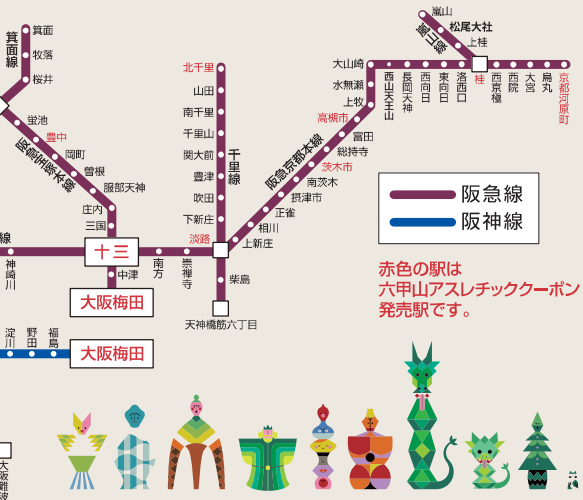 嵐山
松尾大社
上桂
嵐山線
箕面線
箕面
牧落
桜井
蛍池
豊中
岡町
曽根
服部天神
庄内
三国
阪急宝塚本線
北千里
山田
南千里
千里山
関大前
豊津
吹田
下新庄
淡路
千里線
大山崎
水無瀬
上牧
高槻市
富田
総持寺
茨木市
南茨木
摂津市
正雀
相川
上新庄
阪急京都本線
西山天王山
長岡天神
西向日
東向日
洛西口
桂
西京極
西院
大宮
烏丸
京都河原町
線
神崎川
十三
中津
南方
崇禅寺
柴島
天神橋筋六丁目
大阪梅田
淀川
野田
福島
大阪梅田
大阪難波
阪急線
阪神線
赤色の駅は
六甲山アスレチッククーポン
発売駅です。